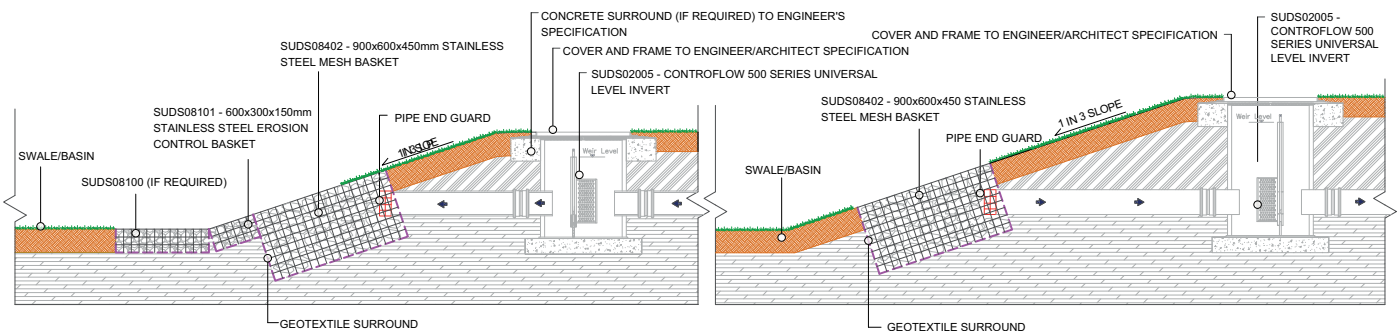 CONCRETE SURROUND (IF REQUIRED) TO ENGINEER'S
SPECIFICATION
SUDS08402 - 900x600x450mm STAINLESS
STEEL MESH BASKET
COVER AND FRAME TO ENGINEER/ARCHITECT SPECIFICATION
SUDS02005 - CONTROFLOW 500 SERIES UNIVERSAL
LEVEL INVERT
SUDS08101 - 600x300x150mm
STAINLESS STEEL EROSION
CONTROL BASKET
PIPE END GUARD
1IN3SLOPE
Weir Level
SWALE/BASIN
SUDS08100 (IF REQUIRED)
GEOTEXTILE SURROUND
SUDS02005 -
CONTROFLOW 500
SERIES UNIVERSAL
LEVEL INVERT
COVER AND FRAME TO ENGINEER/ARCHITECT SPECIFICATION
SUDS08402 - 900x600x450 STAINLESS
STEEL MESH BASKET
1 IN 3 SLOPE
Weir Level
PIPE END GUARD
SWALE/BASIN
GEOTEXTILE SURROUND